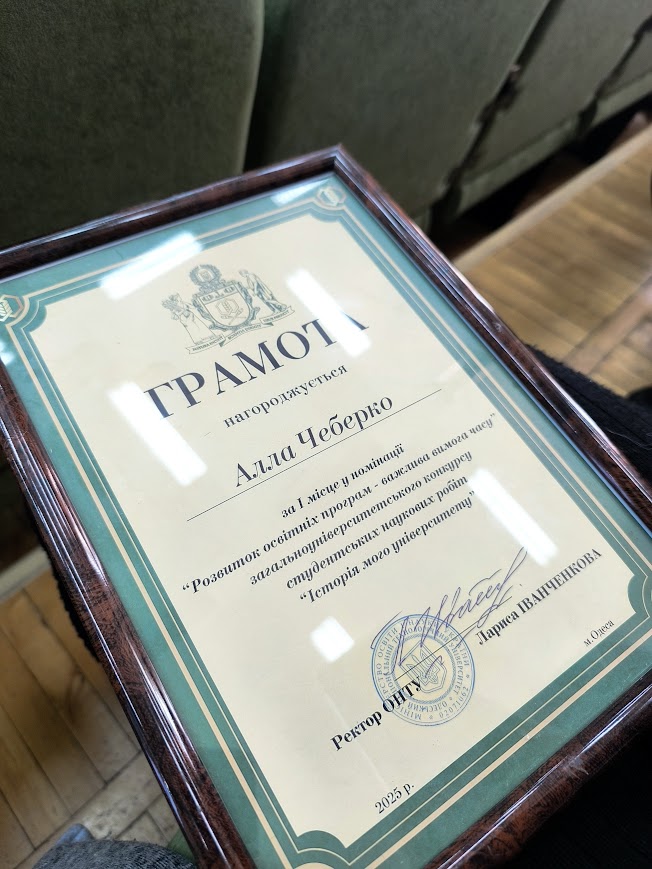 ГРАМОТА
нагороджується
Алла Чеберко
за І місце у номінації
“Розвиток освітніх програм - важлива вимога часу”
загальноуніверситетського конкурсу
студентських наукових робіт
“Історія мого університету”
Ректор ОНТУ
Лариса ІВАНЧЕНКОВА
м.Одеса
2025 р.